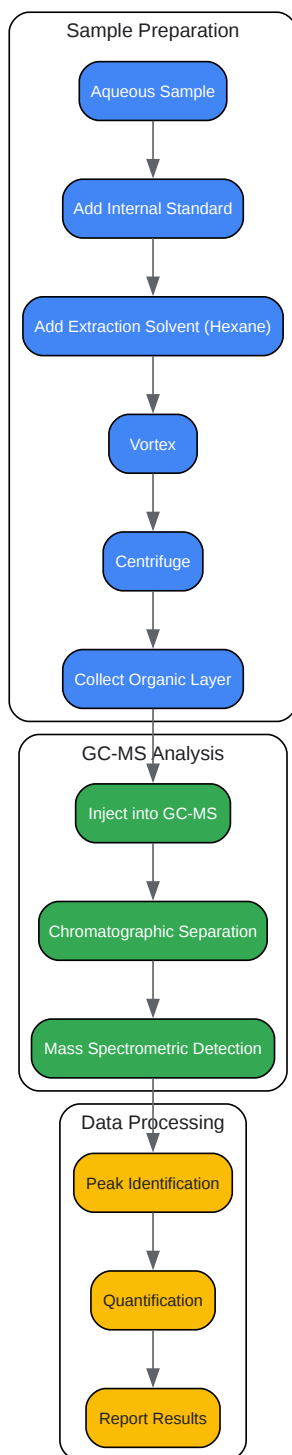 Sample Preparation
Aqueous Sample
Add Internal Standard
Add Extraction Solvent (Hexane)
Vortex
Centrifuge
Collect Organic Layer
GC-MS Analysis
Inject into GC-MS
Chromatographic Separation
Mass Spectrometric Detection
Data Processing
Peak Identification
Quantification
Report Results